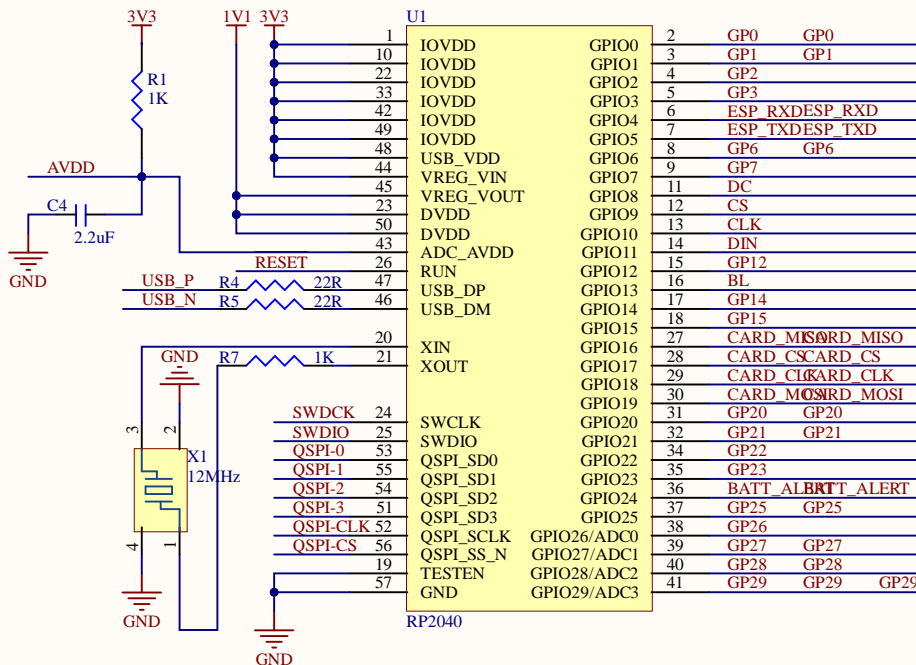 3V3 1V1 3V3 U1
1 IOVDD GPIO0 2 GP0 GP0
10 IOVDD GPIO1 3 GP1 GP1
22 IOVDD GPIO2 4 GP2
33 IOVDD GPIO3 5 GP3
42 IOVDD GPIO4 6 ESP_RXD ESP_RXD
49 IOVDD GPIO5 7 ESP_TXD ESP_TXD
48 USB_VDD GPIO6 8 GP6 GP6
44 VREG_VIN GPIO7 9 GP7
45 VREG_VOUT GPIO8 11 DC
23 DVDD GPIO9 12 CS
50 DVDD GPIO10 13 CLK
43 ADC_AVDD GPIO11 14 DIN
RESET 26 RUN GPIO12 15 GP12
USB_P R4 22R 47 USB_DP GPIO13 16 BL
USB_N R5 22R 46 USB_DM GPIO14 17 GP14
GPIO15 18 GP15
20 XIN GPIO16 27 CARD_MISO CARD_MISO
R7 1K 21 XOUT GPIO17 28 CARD_CS CARD_CS
GPIO18 29 CARD_CLK CARD_CLK
GPIO19 30 CARD_MOSI CARD_MOSI
SWDCK 24 SWCLK GPIO20 31 GP20 GP20
SWDIO 25 SWDIO GPIO21 32 GP21 GP21
QSPI-0 53 QSPI_SD0 GPIO22 34 GP22
QSPI-1 55 QSPI_SD1 GPIO23 35 GP23
QSPI-2 54 QSPI_SD2 GPIO24 36 BATT_ALERT BATT_ALERT
QSPI-3 51 QSPI_SD3 GPIO25 37 GP25 GP25
QSPI-CLK 52 QSPI_SCLK GPIO26/ADC0 38 GP26
QSPI-CS 56 QSPI_SS_N GPIO27/ADC1 39 GP27 GP27
19 TESTEN GPIO28/ADC2 40 GP28 GP28
57 GND GPIO29/ADC3 41 GP29 GP29 GP29
RP2040
R1
1K
AVDD
C4
2.2uF
GND
GND
3 2
X1
12MHz
4 1
GND
GND